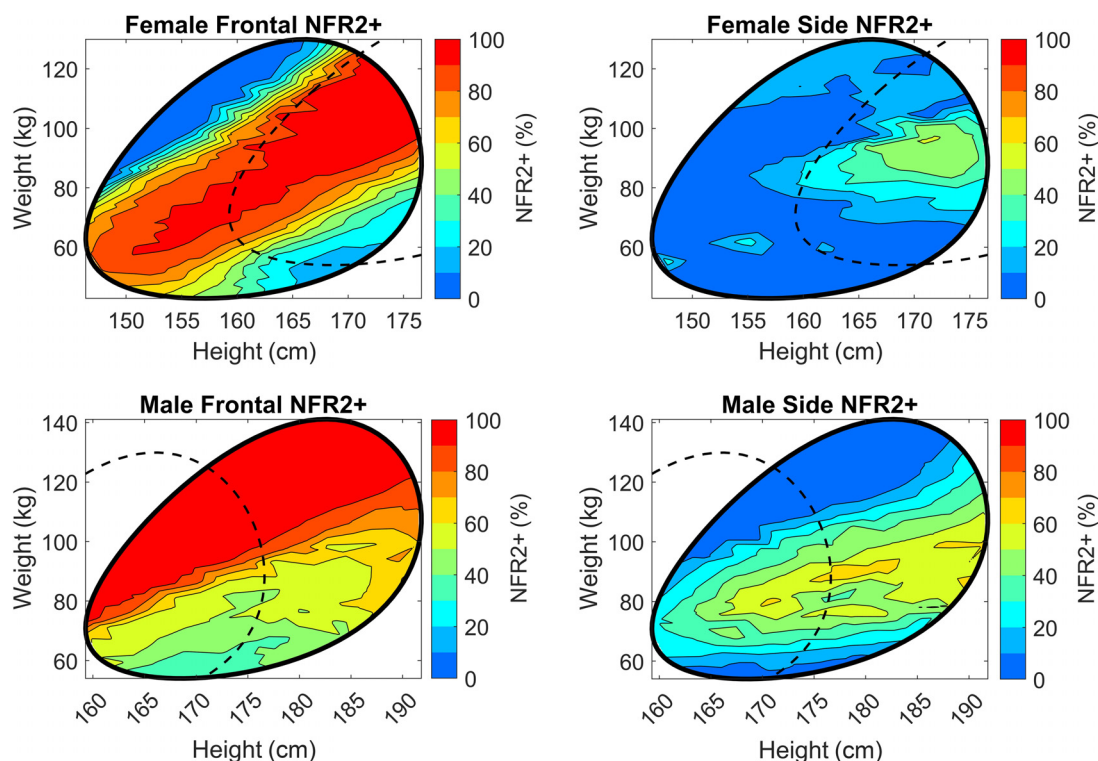 Female Frontal NFR2+
120
100
80
60
Weight (kg)
150 155 160 165 170 175
Height (cm)
100
80
60
40
20
0
NFR2+ (%)
Female Side NFR2+
120
100
80
60
Weight (kg)
150 155 160 165 170 175
Height (cm)
100
80
60
40
20
0
NFR2+ (%)
Male Frontal NFR2+
140
120
100
80
60
Weight (kg)
160 165 170 175 180 185 190
Height (cm)
100
80
60
40
20
0
NFR2+ (%)
Male Side NFR2+
140
120
100
80
60
Weight (kg)
160 165 170 175 180 185 190
Height (cm)
100
80
60
40
20
0
NFR2+ (%)